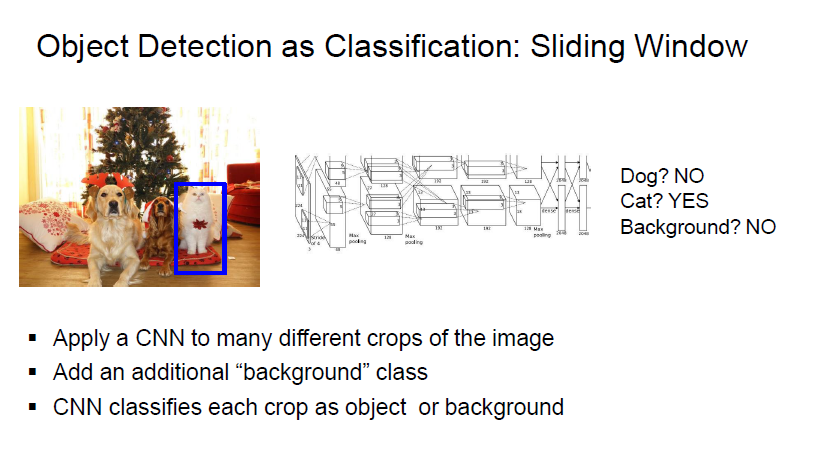 Object Detection as Classification: Sliding Window
Dog? NO
Cat? YES
Background? NO
Stride
of 4
Max
pooling
Max
pooling
Max
pooling
dense
dense
▪ Apply a CNN to many different crops of the image
▪ Add an additional “background” class
▪ CNN classifies each crop as object or background